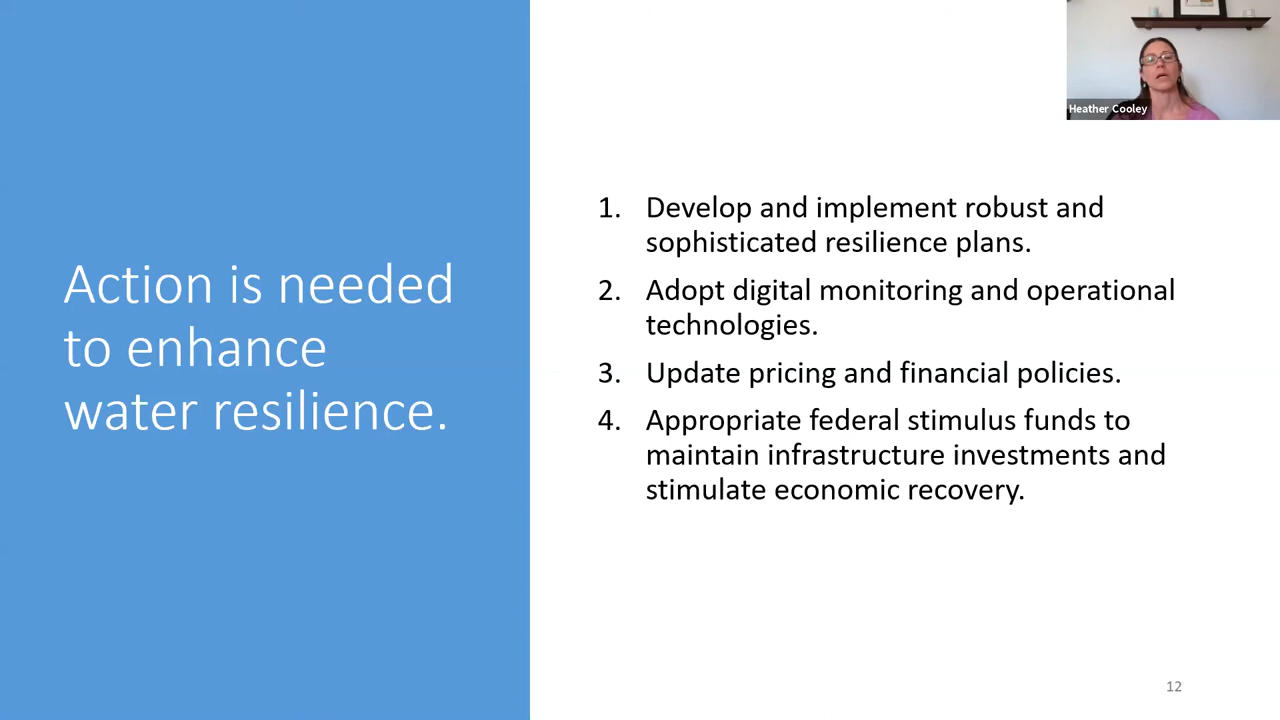 Action is needed
to enhance
water resilience.
Heather Cooley
1. Develop and implement robust and
sophisticated resilience plans.
2. Adopt digital monitoring and operational
technologies.
3. Update pricing and financial policies.
4. Appropriate federal stimulus funds to
maintain infrastructure investments and
stimulate economic recovery.
12